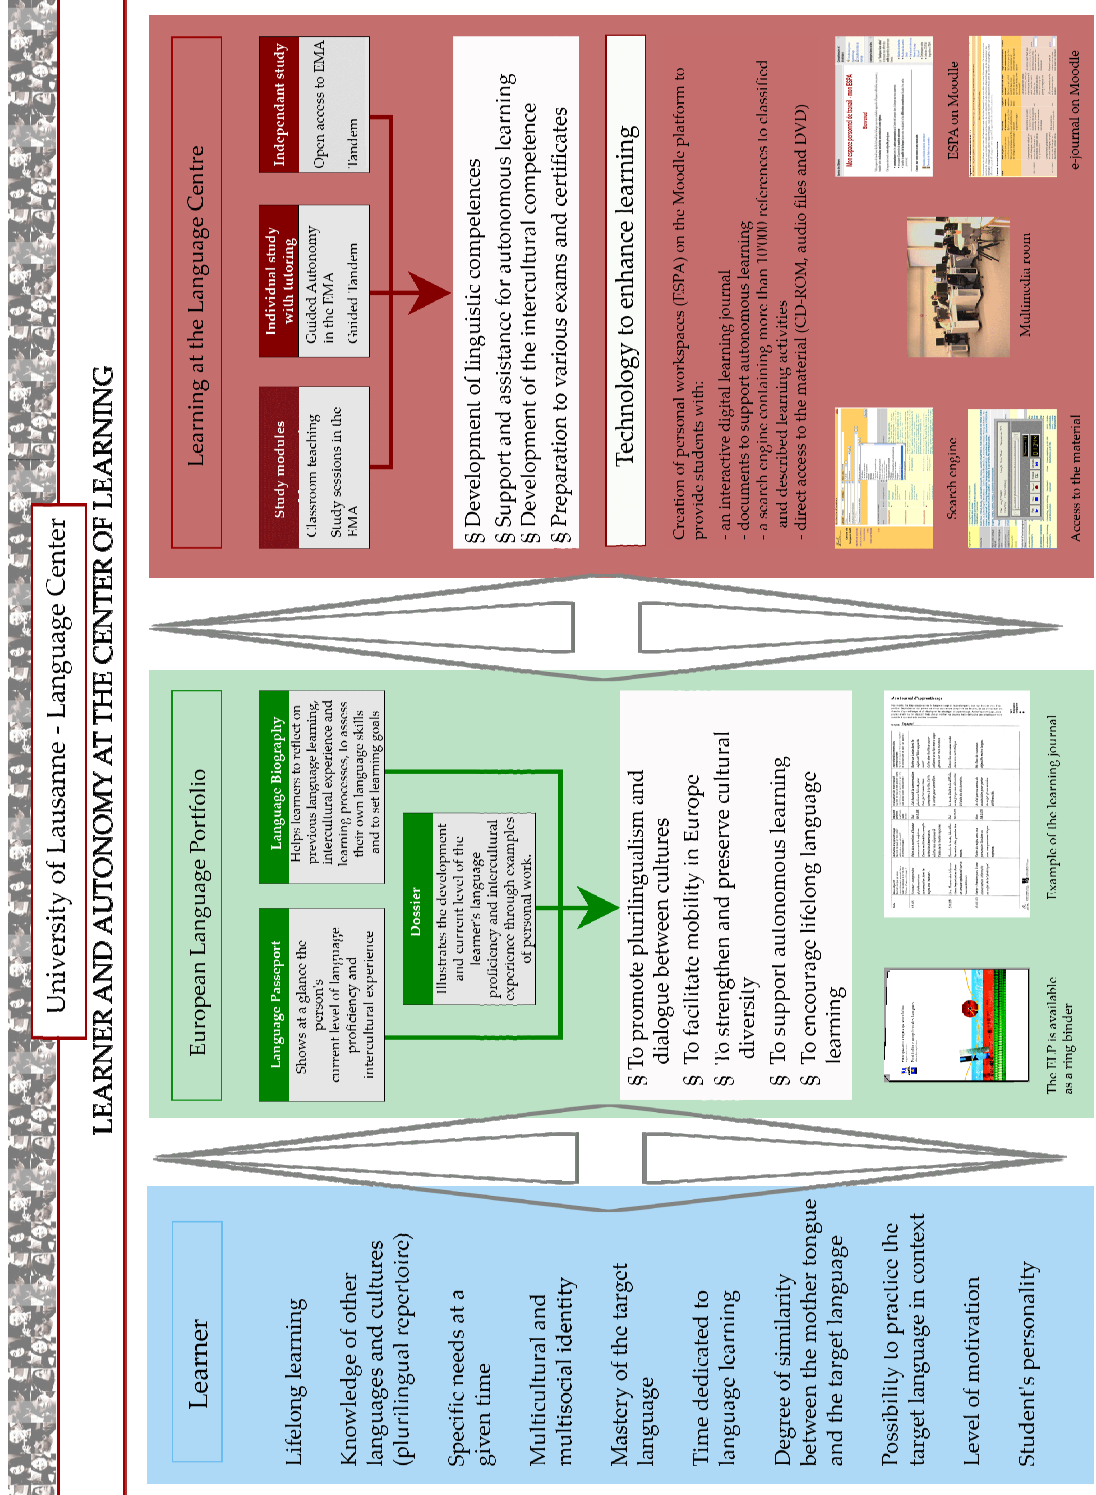 University of Lausanne - Language Center
LEARNER AND AUTONOMY AT THE CENTER OF LEARNING
Learner
Lifelong learning
Knowledge of other
languages and cultures
(plurilingual repertoire)
Specific needs at a
given time
Multicultural and
multisocial identity
Mastery of the target
language
Time dedicated to
language learning
Degree of similarity
between the mother tongue
and the target language
Possibility to practice the
target language in context
Level of motivation
Student's personality
European Language Portfolio
Language Passeport
Shows at a glance the
person's
current level of language
proficiency and
intercultural experience
Language Biography
Helps learners to reflect on
previous language learning,
intercultural experience and
learning processes, to assess
their own language skills
and to set learning goals
Dossier
Illustrates the development
and current level of the
learner's language
proficiency and intercultural
experience through examples
of personal work.
§ To promote plurilingualism and
dialogue between cultures
§ To facilitate mobility in Europe
§ To strengthen and preserve cultural
diversity
§ To support autonomous learning
§ To encourage lifelong language
learning
The ELP is available
as a ring binder
Example of the learning journal
Learning at the Language Centre
Study modules
Classroom teaching
Study sessions in the
EMA
Individual study
with tutoring
Guided Autonomy
in the EMA
Guided Tandem
Independant study
Open access to EMA
Tandem
§ Development of linguistic competences
§ Support and assistance for autonomous learning
§ Development of the intercultural competence
§ Preparation to various exams and certificates
Technology to enhance learning
Creation of personal workspaces (ESPA) on the Moodle platform to
provide students with:
- an interactive digital learning journal
- documents to support autonomous learning
- a search engine containing more than 10'000 references to classified
and described learning activities
- direct access to the material (CD-ROM, audio files and DVD)
Mon espace personnel de travail - mon ESPA
Bienvenue!
Search engine
Multimedia room
ESPA on Moodle
Access to the material
e-journal on Moodle